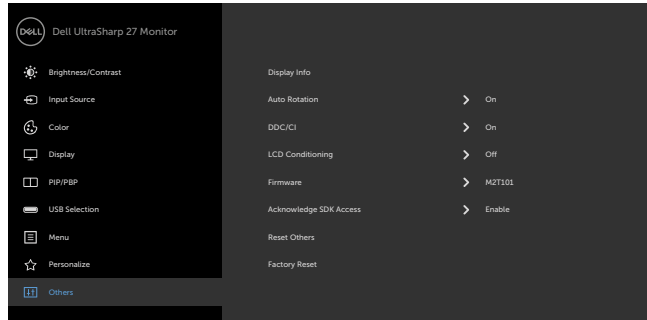 DELL Dell UltraSharp 27 Monitor
Brightness/Contrast
Input Source
Color
Display
PIP/PBP
USB Selection
Menu
Personalize
Others
Display Info
Auto Rotation On
DDC/CI On
LCD Conditioning Off
Firmware M2T101
Acknowledge SDK Access Enable
Reset Others
Factory Reset